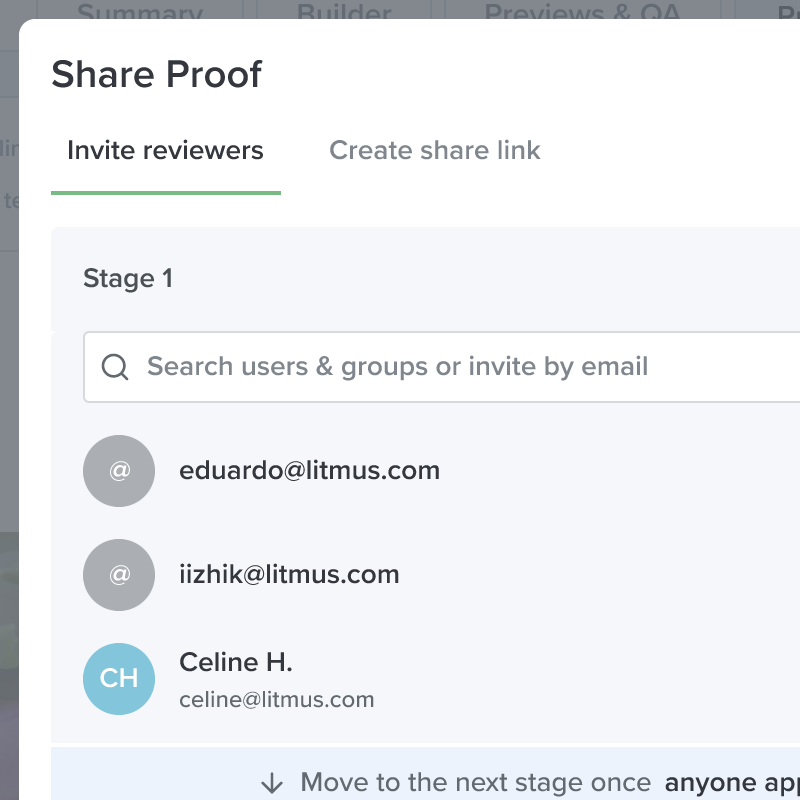 Summary Builder Previews & QA
Share Proof
Invite reviewers Create share link
Stage 1
Search users & groups or invite by email
@ eduardo@litmus.com
@ iizhik@litmus.com
CH Celine H.
celine@litmus.com
Move to the next stage once anyone app